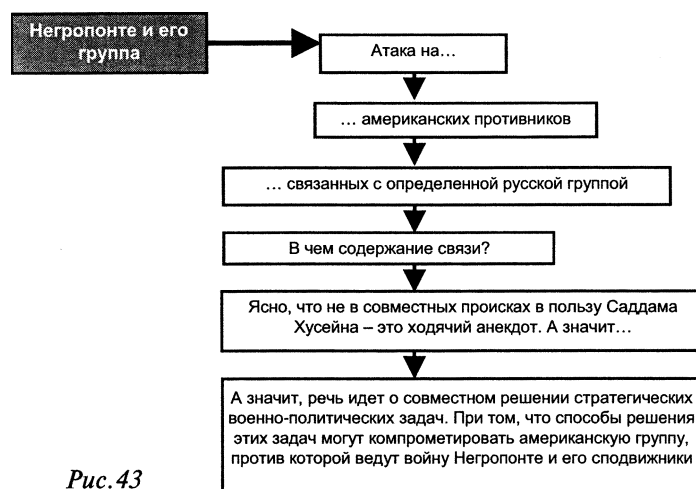 Негропонте и его
группа
Атака на…
… американских противников
… связанных с определенной русской группой
В чем содержание связи?
Ясно, что не в совместных происках в пользу Саддама
Хусейна – это ходячий анекдот. А значит…
А значит, речь идет о совместном решении стратегических
военно-политических задач. При том, что способы решения
этих задач могут компрометировать американскую группу,
против которой ведут войну Негропонте и его сподвижники
Рис.43